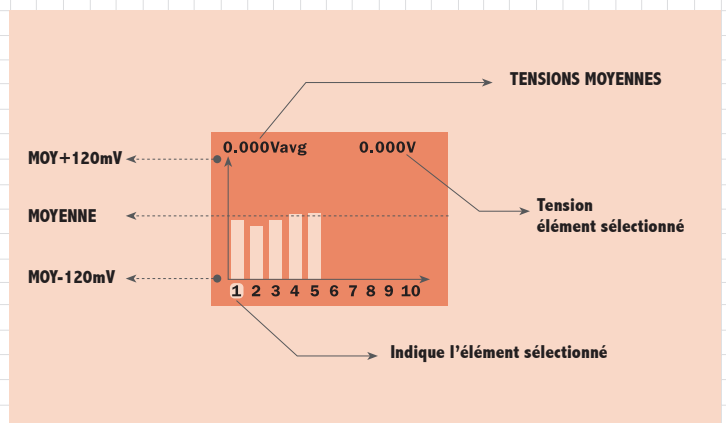 TENSIONS MOYENNES
0.000Vavg 0.000V
MOY+120mV
MOYENNE
Tension
élément sélectionné
MOY-120mV
1 2 3 4 5 6 7 8 9 10
Indique l’élément sélectionné